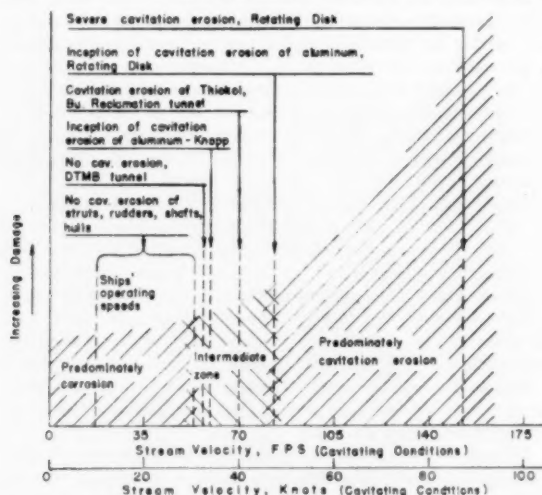 Severe cavitation erosion, Rotating Disk
Inception of cavitation erosion of aluminum,
Rotating Disk
Cavitation erosion of Thiokol,
Bu. Reclamation tunnel
Inception of cavitation
erosion of aluminum - Knapp
No cav. erosion,
DTMB tunnel
No cav. erosion of
struts, rudders, shafts,
hulls
Ships'
operating
speeds
Increasing Damage
Predominately
corrosion
Intermediate
zone
Predominately
cavitation erosion
0 35 70 105 140 175
Stream Velocity, FPS (Cavitating Conditions)
0 20 40 60 80 100
Stream Velocity, Knots (Cavitating Conditions)